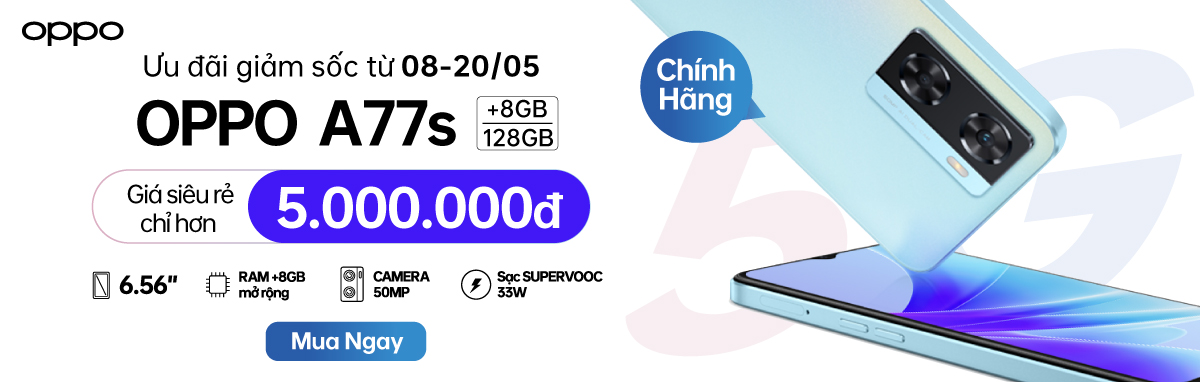 oppo
Ưu đãi giảm sốc từ 08-20/05
OPPO A77s
+8GB
128GB
Giá siêu rẻ
chỉ hơn
5.000.000đ
6.56"
RAM +8GB
mở rộng
CAMERA
50MP
Sạc SUPERVOOC
33W
Mua Ngay
Chính
Hãng
5G